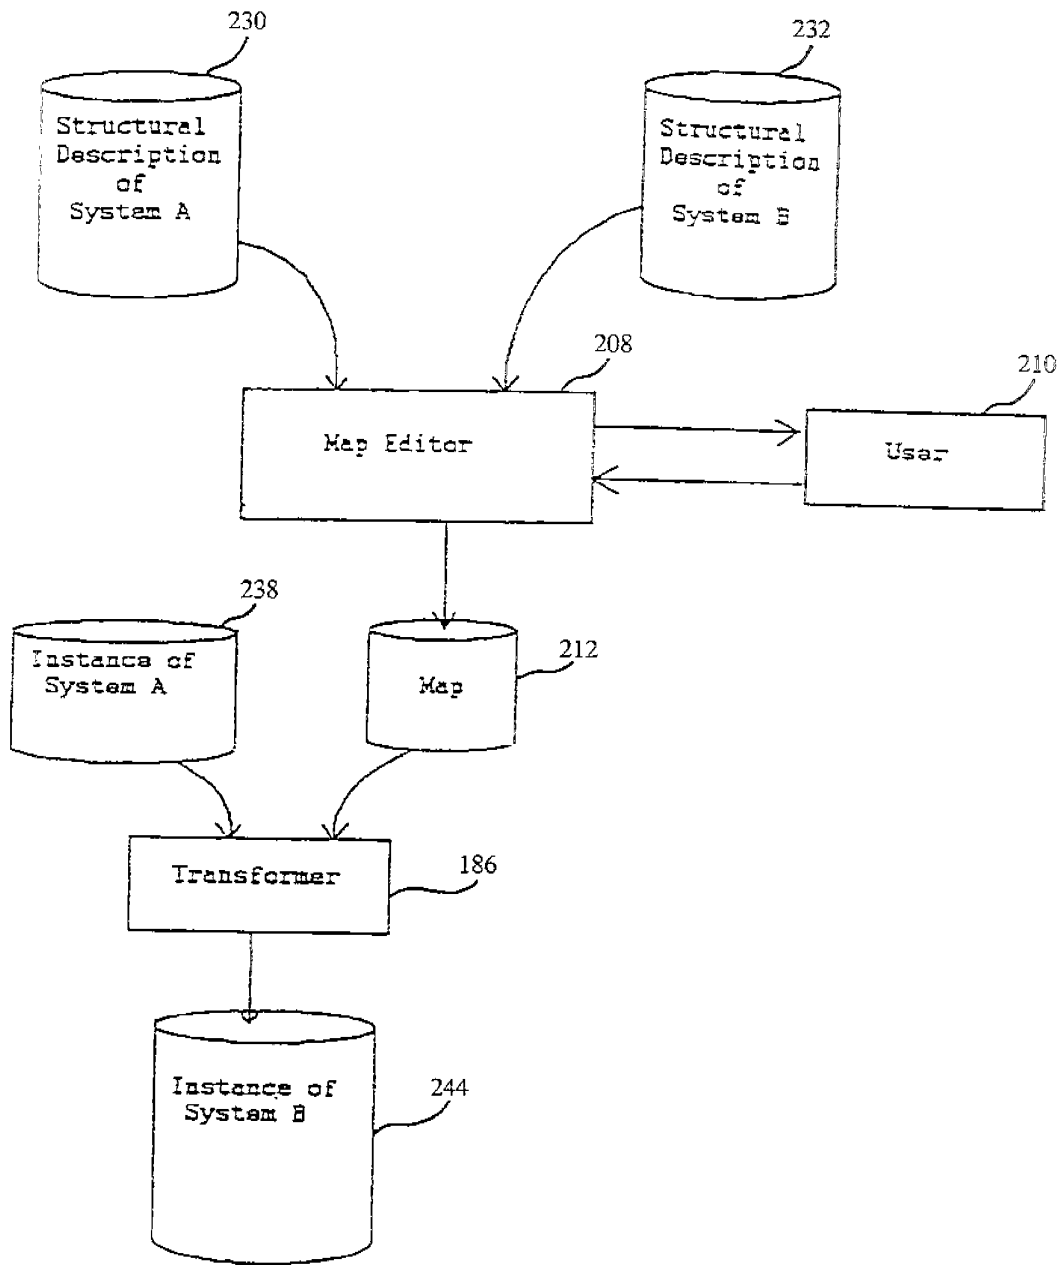 230
232
Structural
Description
of
System A
Structural
Description
of
System B
208
210
Map Editor
User
238
212
Instance of
System A
Map
Transformer
186
Instance of
System B
244